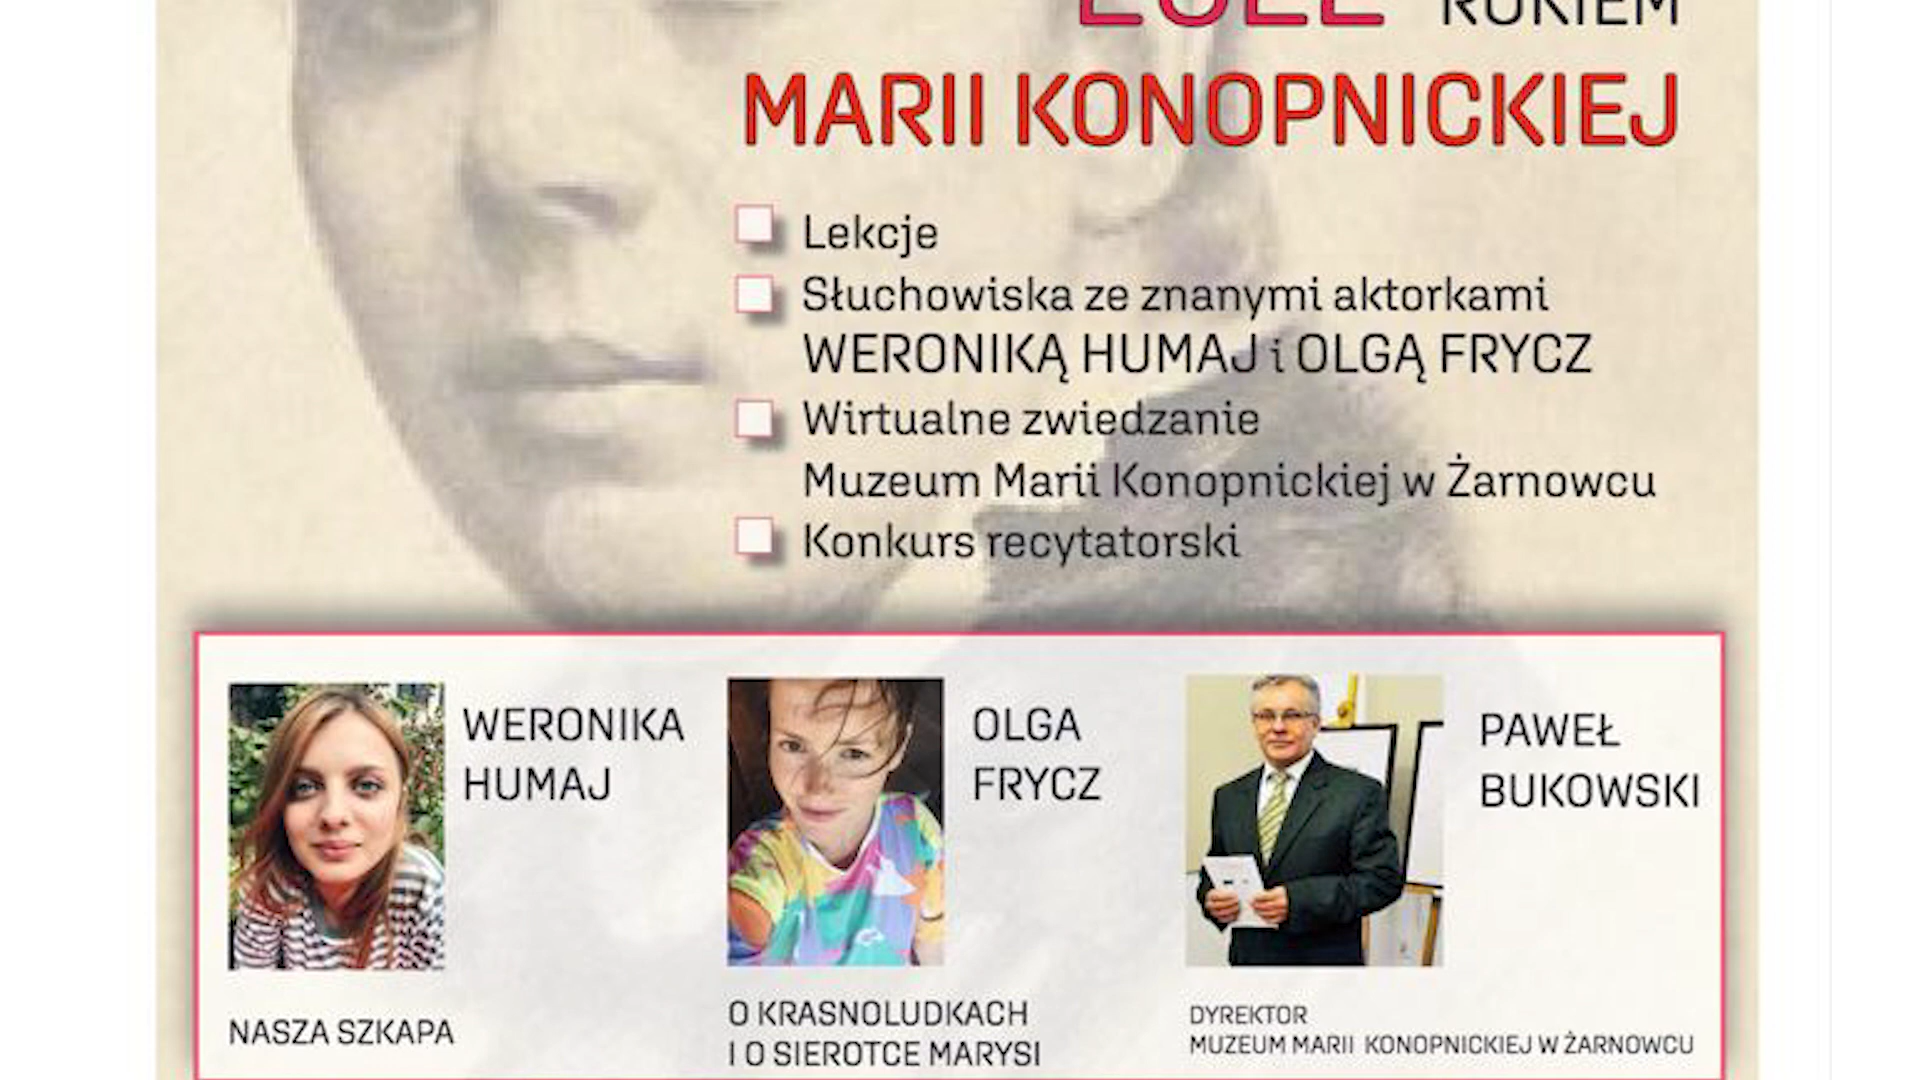 2022 ROKIEM
MARII KONOPNICKIEJ
Lekcje
Słuchowiska ze znanymi aktorkami
WERONIKĄ HUMAJ i OLGĄ FRYCZ
Wirtualne zwiedzanie
Muzeum Marii Konopnickiej w Żarnowcu
Konkurs recytatorski
WERONIKA
HUMAJ
NASZA SZKAPA
OLGA
FRYCZ
O KRASNOLUDKACH
I O SIEROTCE MARYSI
PAWEŁ
BUKOWSKI
DYREKTOR
MUZEUM MARII KONOPNICKIEJ W ŻARNOWCU